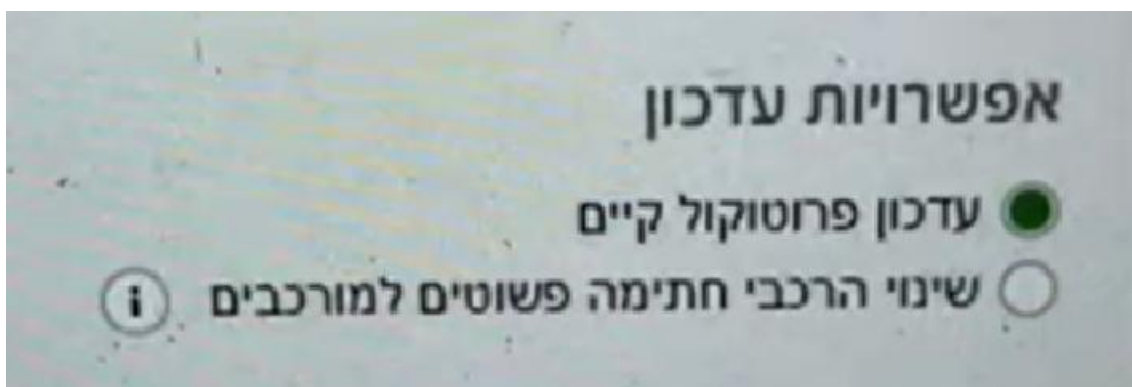 אפשרויות עדכון
עדכון פרוטוקול קיים
שינוי הרכבי חתימה פשוטים למורכבים i